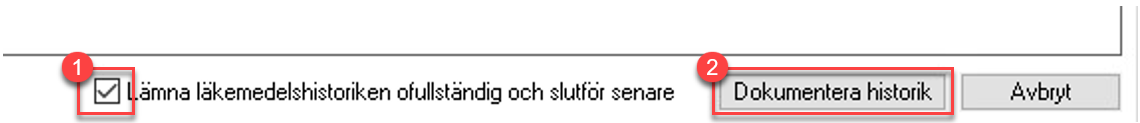 1 2
Lämna läkemedelshistoriken ofullständig och slutför senare Dokumentera historik Avbryt